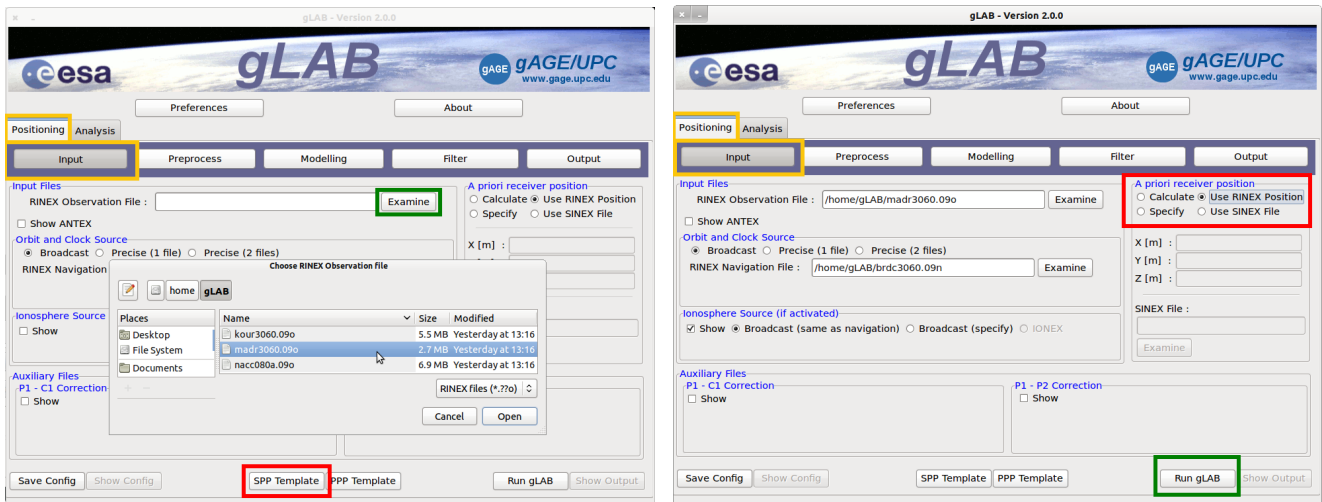 gLAB - Version 2.0.0
esa
gLAB
gAGE gAGE/UPC
www.gage.upc.edu
Preferences About
Positioning Analysis
Input Preprocess Modelling Filter Output
Input Files
RINEX Observation File : Examine
Show ANTEX
Orbit and Clock Source
Broadcast Precise (1 file) Precise (2 files)
RINEX Navigation
A priori receiver position
Calculate Use RINEX Position
Specify Use SINEX File
X [m] :
Choose RINEX Observation file
home gLAB
Places Name Size Modified
Desktop kour3060.09o 5.5 MB Yesterday at 13:16
File System madr3060.09o 2.7 MB Yesterday at 13:16
Documents nacc080a.09o 6.9 MB Yesterday at 13:16
RINEX files (*.??o)
Cancel Open
Ionosphere Source
Show
Auxiliary Files
P1 - C1 Correction
Show
Save Config Show Config SPP Template PPP Template Run gLAB Show Output
gLAB - Version 2.0.0
esa
gLAB
gAGE gAGE/UPC
www.gage.upc.edu
Preferences About
Positioning Analysis
Input Preprocess Modelling Filter Output
Input Files
RINEX Observation File : /home/gLAB/madr3060.09o Examine
Show ANTEX
Orbit and Clock Source
Broadcast Precise (1 file) Precise (2 files)
RINEX Navigation File : /home/gLAB/brdc3060.09n Examine
Ionosphere Source (if activated)
Show Broadcast (same as navigation) Broadcast (specify) IONEX
A priori receiver position
Calculate Use RINEX Position
Specify Use SINEX File
X [m] :
Y [m] :
Z [m] :
SINEX File :
Examine
Auxiliary Files
P1 - C1 Correction P1 - P2 Correction
Show Show
Save Config Show Config SPP Template PPP Template Run gLAB Show Output